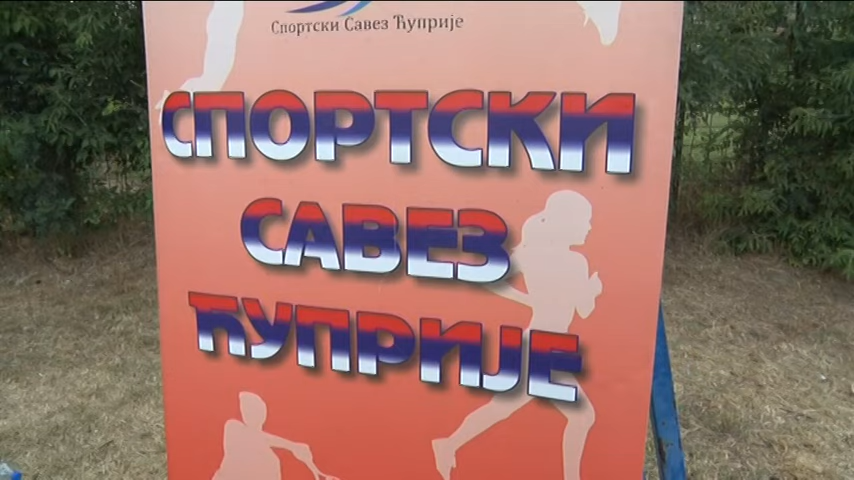 Спортски Савез Ћуприје
СПОРТСКИ
САВЕЗ
ЋУПРИЈЕ